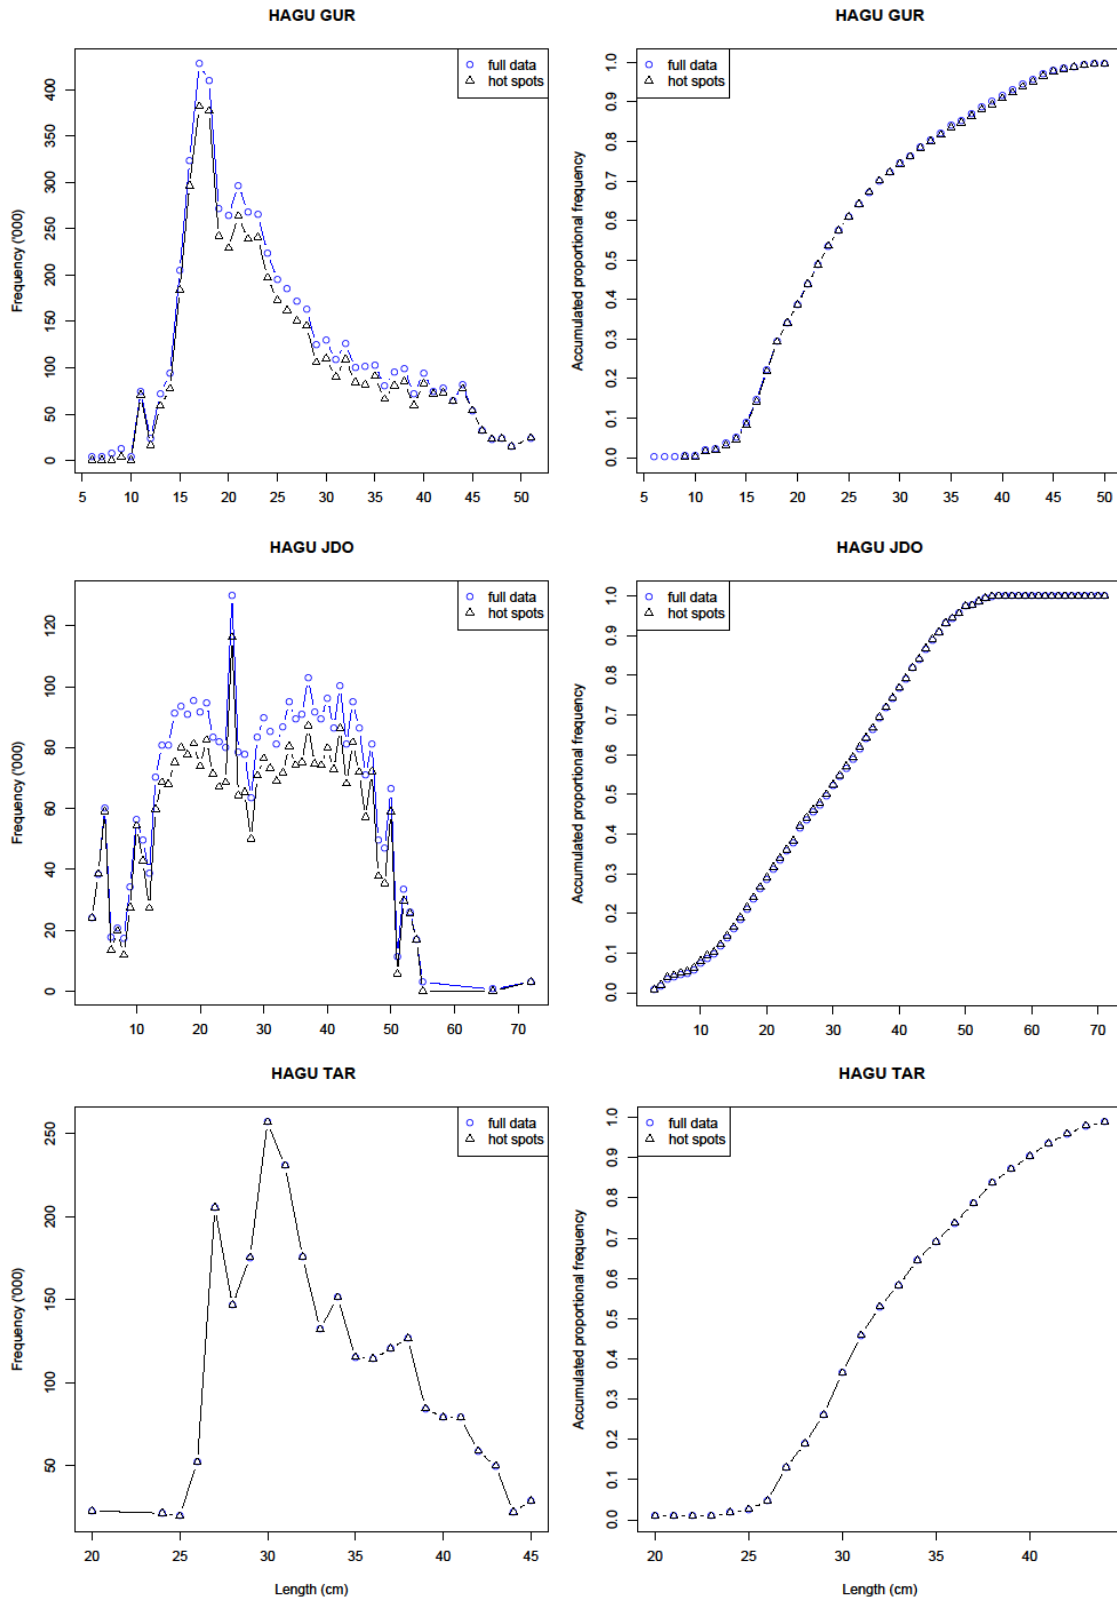 HAGU GUR
Frequency ('000)
400
350
300
250
200
150
100
50
0
full data
hot spots
5 10 15 20 25 30 35 40 45 50
HAGU GUR
Accumulated proportional frequency
1.0
0.9
0.8
0.7
0.6
0.5
0.4
0.3
0.2
0.1
0.0
full data
hot spots
5 10 15 20 25 30 35 40 45 50
HAGU JDO
Frequency ('000)
120
100
80
60
40
20
0
full data
hot spots
10 20 30 40 50 60 70
HAGU JDO
Accumulated proportional frequency
1.0
0.9
0.8
0.7
0.6
0.5
0.4
0.3
0.2
0.1
0.0
full data
hot spots
10 20 30 40 50 60 70
HAGU TAR
Frequency ('000)
250
200
150
100
50
full data
hot spots
20 25 30 35 40 45
Length (cm)
HAGU TAR
Accumulated proportional frequency
1.0
0.9
0.8
0.7
0.6
0.5
0.4
0.3
0.2
0.1
0.0
full data
hot spots
20 25 30 35 40
Length (cm)